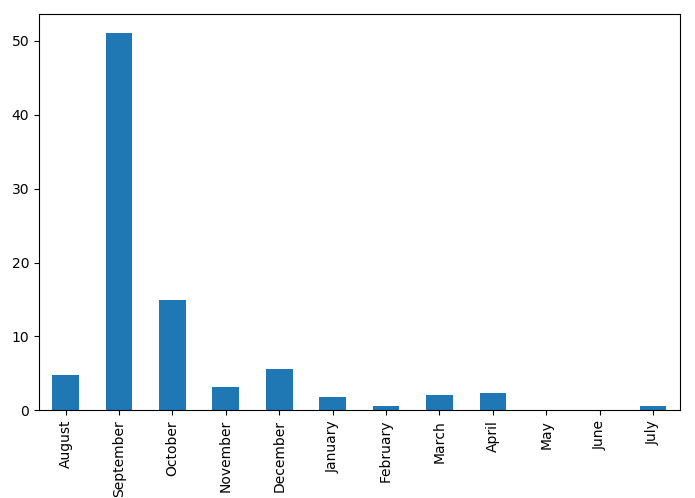 50
40
30
20
10
0
August
September
October
November
December
January
February
March
April
May
June
July